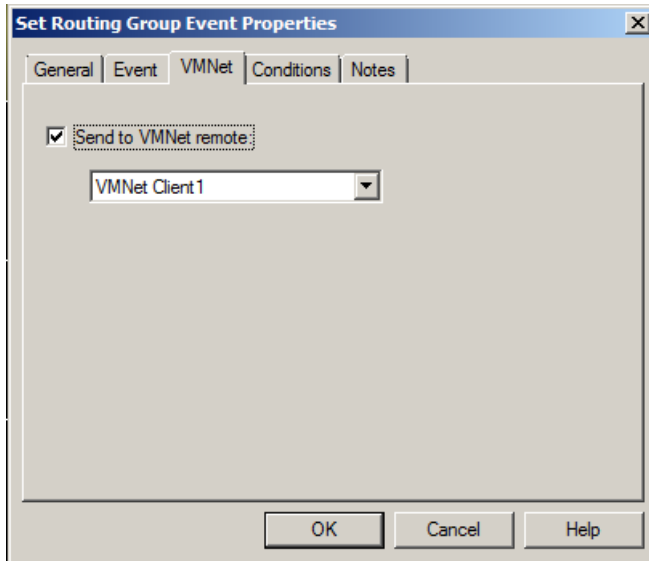 Set Routing Group Event Properties
General Event VMNet Conditions Notes
Send to VMNet remote:
VMNet Client1
OK Cancel Help